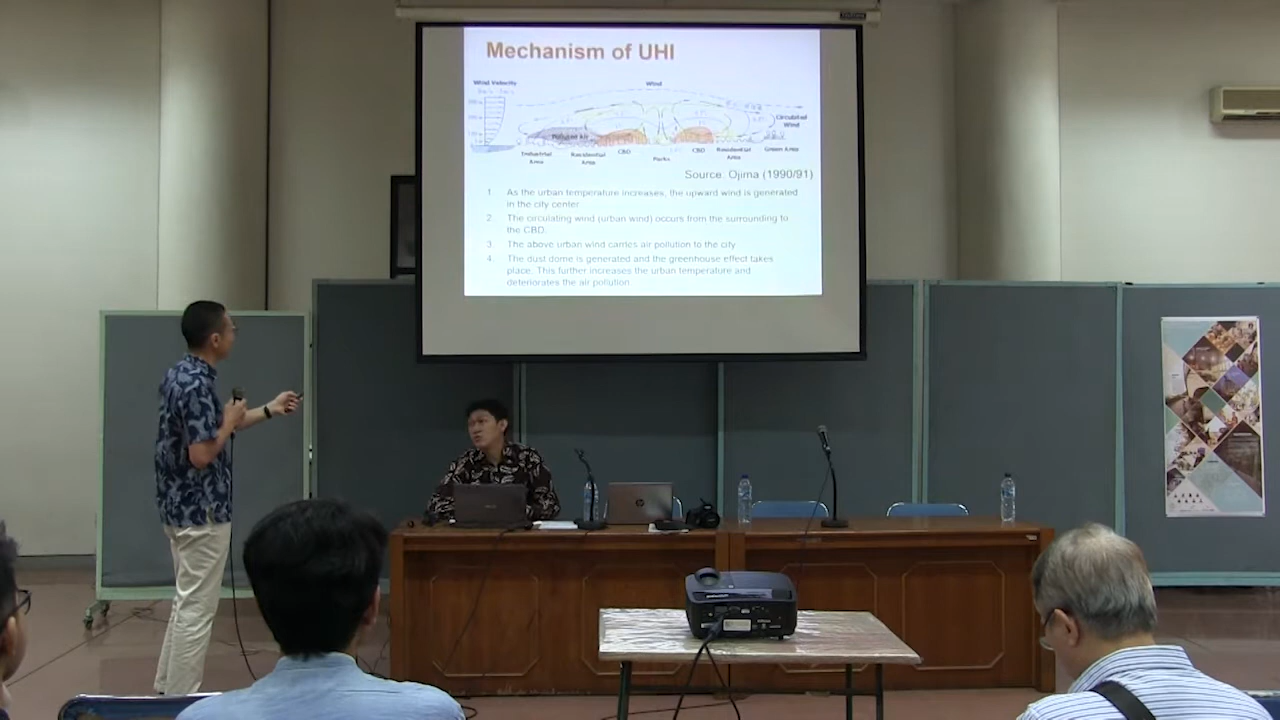 Mechanism of UHI
Wind Velocity
Wind
Circulated
Wind
Polluted Air
Industrial
Area
Residential
Area
CBD
Parks
CBD
Residential
Area
Green Area
Source: Ojima (1990/91)
1. As the urban temperature increases, the upward wind is generated
in the city center
2. The circulating wind (urban wind) occurs from the surrounding to
the CBD.
3. The above urban wind carries air pollution to the city
4. The dust dome is generated and the greenhouse effect takes
place. This further increases the urban temperature and
deteriorates the air pollution